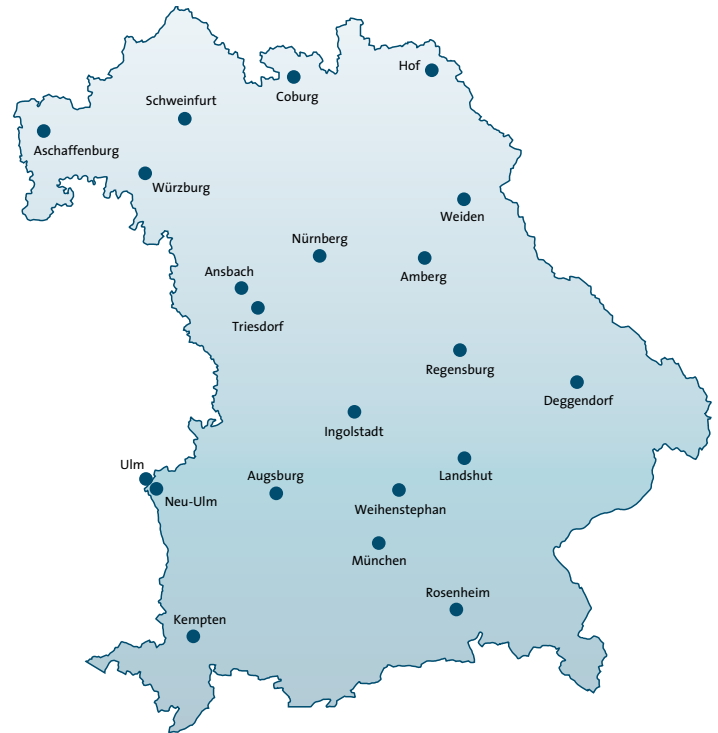 Hof
Coburg
Schweinfurt
Aschaffenburg
Würzburg
Weiden
Nürnberg
Amberg
Ansbach
Triesdorf
Regensburg
Deggendorf
Ingolstadt
Ulm
Augsburg
Landshut
Neu-Ulm
Weihenstephan
München
Rosenheim
Kempten